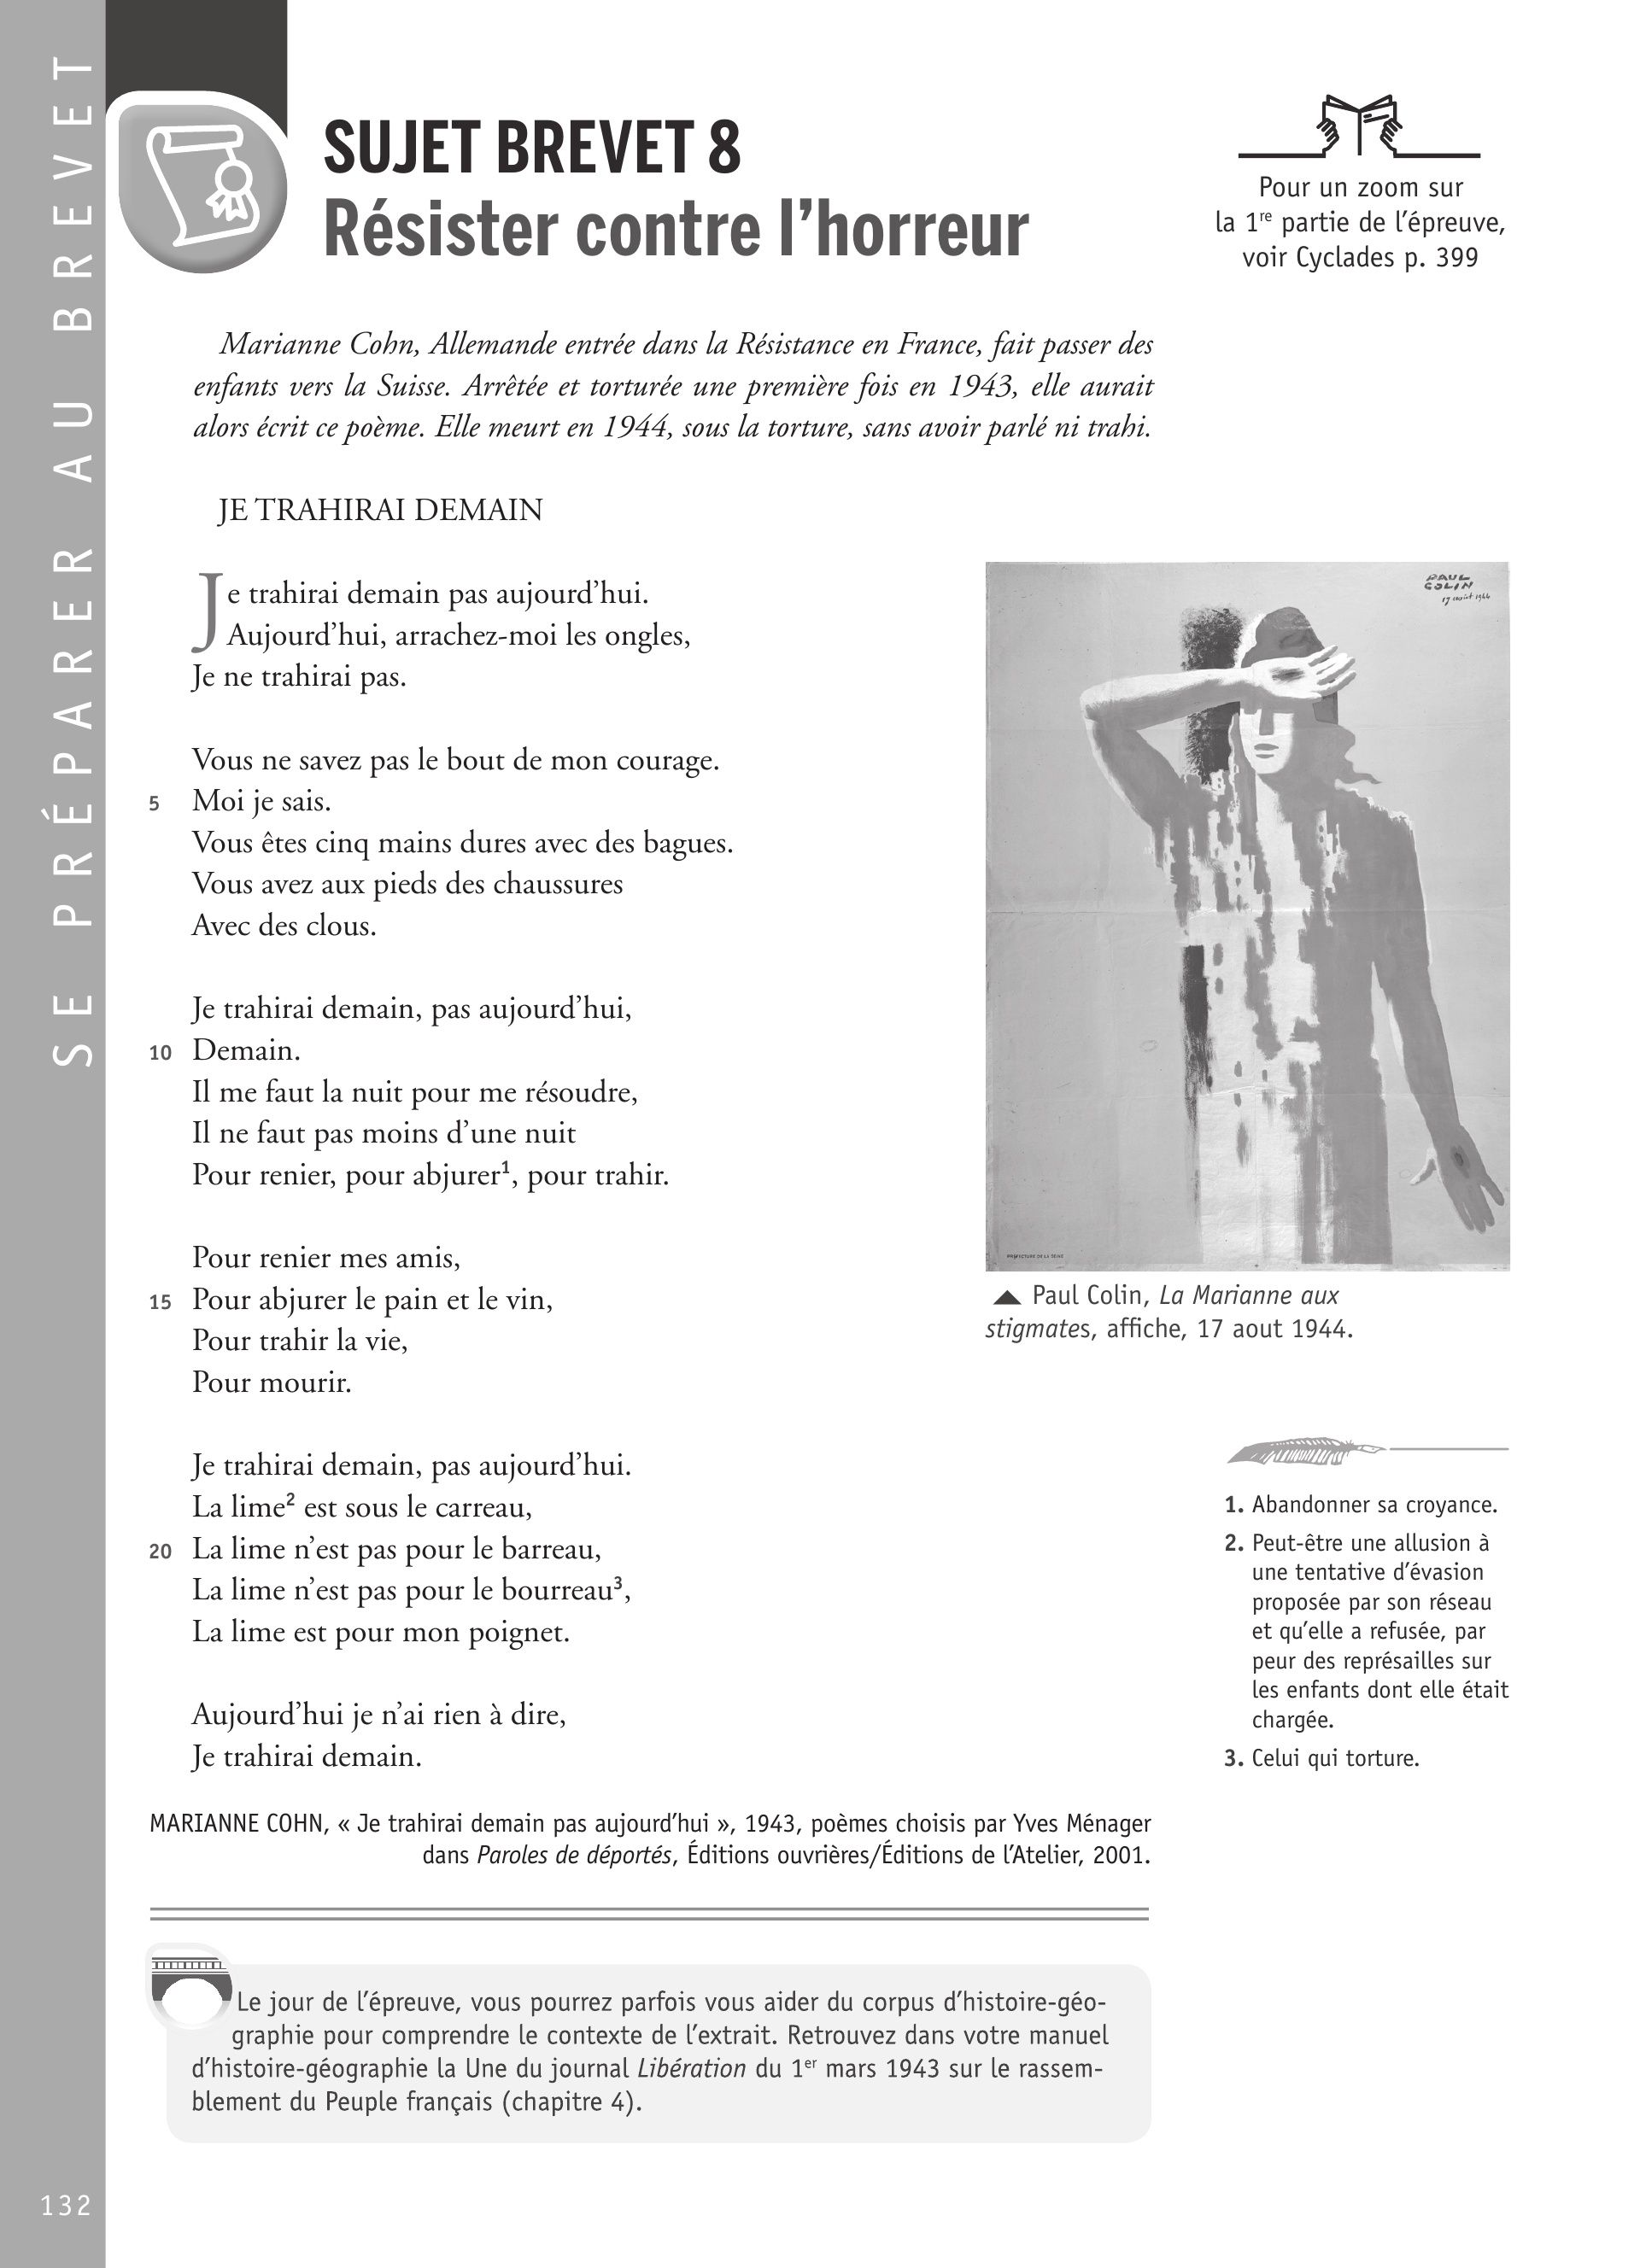 SE PRÉPARER AU BREVET
SUJET BREVET 8
Résister contre l'horreur
Pour un zoom sur
la 1re partie de l'épreuve,
voir Cyclades p. 399
Marianne Cohn, Allemande entrée dans la Résistance en France, fait passer des
enfants vers la Suisse. Arrêtée et torturée une première fois en 1943, elle aurait
alors écrit ce poème. Elle meurt en 1944, sous la torture, sans avoir parlé ni trahi.
JE TRAHIRAI DEMAIN
Je trahirai demain pas aujourd'hui.
Aujourd'hui, arrachez-moi les ongles,
Je ne trahirai pas.
Vous ne savez pas le bout de mon courage.
5 Moi je sais.
Vous êtes cinq mains dures avec des bagues.
Vous avez aux pieds des chaussures
Avec des clous.
Je trahirai demain, pas aujourd'hui,
10 Demain.
Il me faut la nuit pour me résoudre,
Il ne faut pas moins d'une nuit
Pour renier, pour abjurer1, pour trahir.
Pour renier mes amis,
15 Pour abjurer le pain et le vin,
Pour trahir la vie,
Pour mourir.
Je trahirai demain, pas aujourd'hui.
La lime2 est sous le carreau,
20 La lime n'est pas pour le barreau,
La lime n'est pas pour le bourreau3,
La lime est pour mon poignet.
Aujourd'hui je n'ai rien à dire,
Je trahirai demain.
MARIANNE COHN, « Je trahirai demain pas aujourd'hui », 1943, poèmes choisis par Yves Ménager
dans Paroles de déportés, Éditions ouvrières/Éditions de l'Atelier, 2001.
PAUL
COLIN
17 aout 1944
PRÉFECTURE DE LA SEINE
Paul Colin, La Marianne aux
stigmates, affiche, 17 aout 1944.
1. Abandonner sa croyance.
2. Peut-être une allusion à
une tentative d'évasion
proposée par son réseau
et qu'elle a refusée, par
peur des représailles sur
les enfants dont elle était
chargée.
3. Celui qui torture.
Le jour de l'épreuve, vous pourrez parfois vous aider du corpus d'histoire-géo-
graphie pour comprendre le contexte de l'extrait. Retrouvez dans votre manuel
d'histoire-géographie la Une du journal Libération du 1er mars 1943 sur le rassem-
blement du Peuple français (chapitre 4).
132